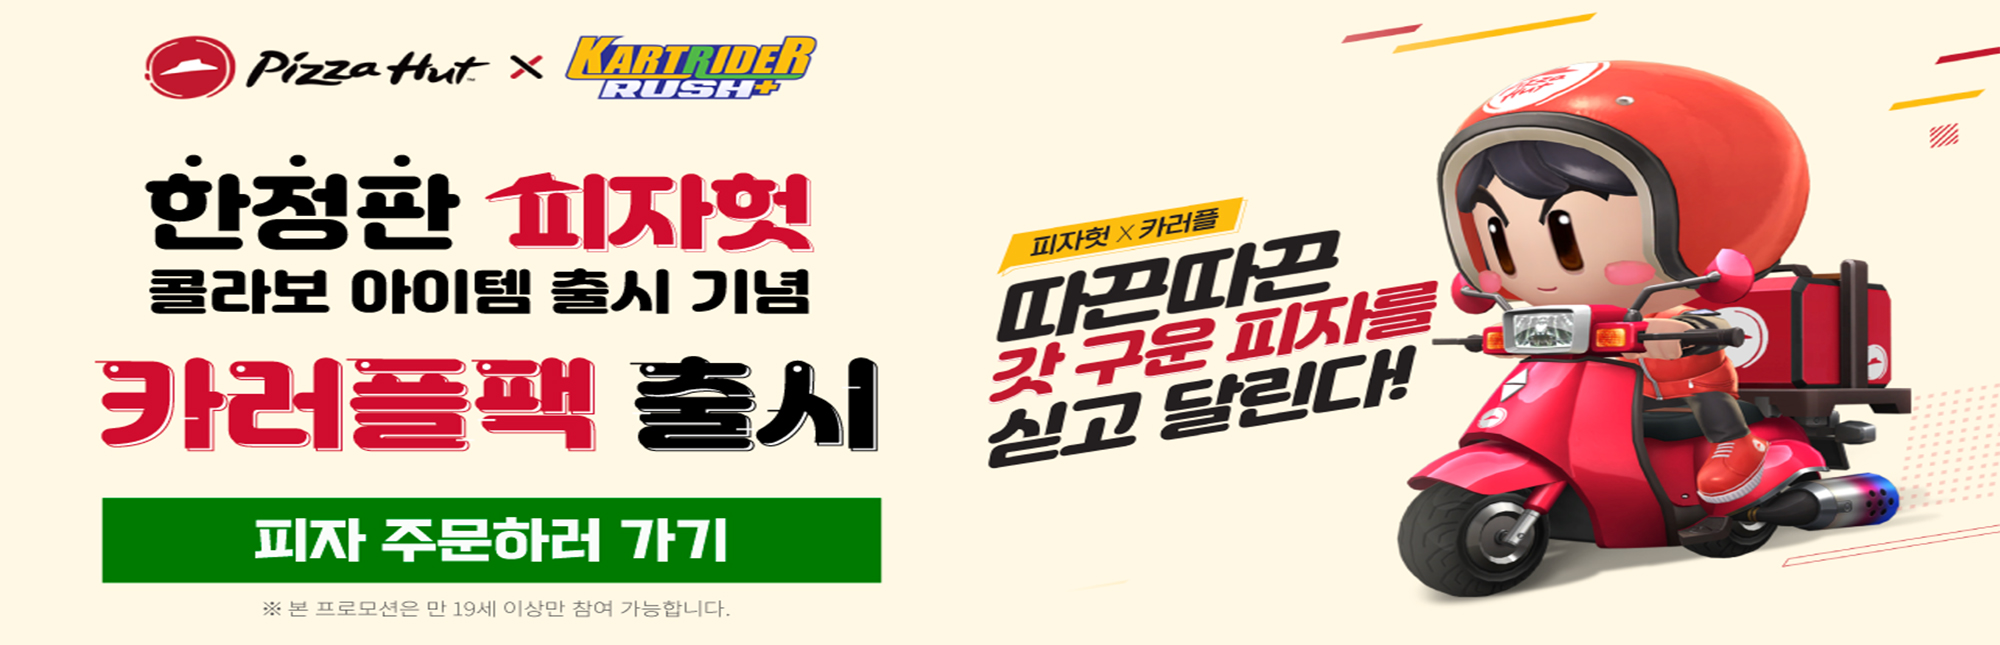 Pizza Hut × KARTRIDER RUSH+
한정판 피자헛
콜라보 아이템 출시 기념
카러플팩 출시
피자 주문하러 가기
※ 본 프로모션은 만 19세 이상만 참여 가능합니다.
피자헛 X 카러플
따끈따끈
갓 구운 피자를
싣고 달린다!
Pizza Hut